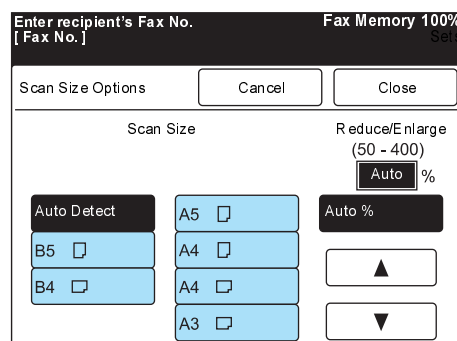 Enter recipient's Fax No. Fax Memory 100%
[ Fax No. ] Set
Scan Size Options Cancel Close
Scan Size Reduce/Enlarge
(50 - 400)
Auto %
Auto Detect A5 Auto %
B5 A4
B4 A4
A3